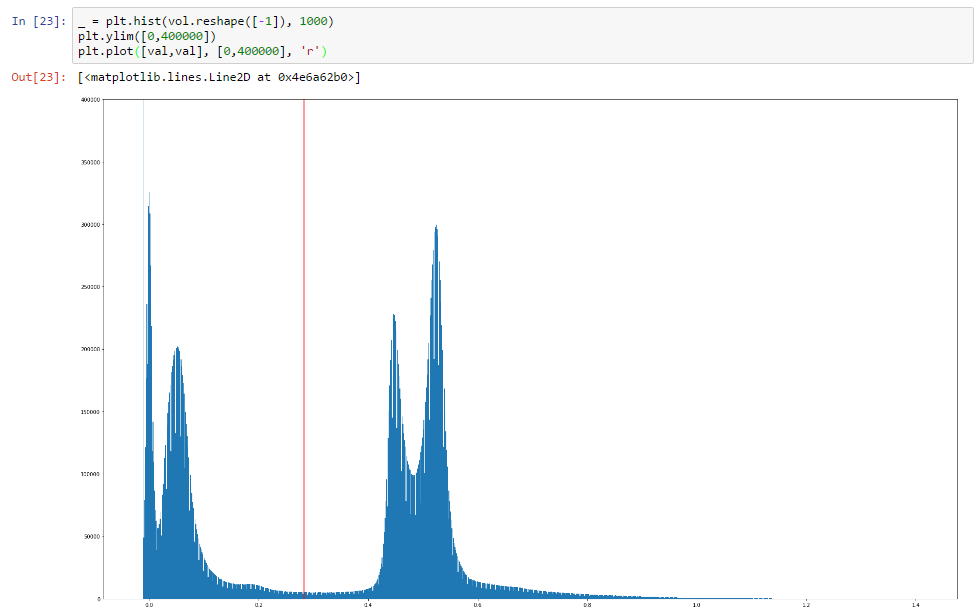 In [23]: _ = plt.hist(vol.reshape([-1]), 1000)
plt.ylim([0,400000])
plt.plot([val,val], [0,400000], 'r')
Out[23]: [<matplotlib.lines.Line2D at 0x4e6a62b0>]
400000
350000
300000
250000
200000
150000
100000
50000
0
0.0 0.2 0.4 0.6 0.8 1.0 1.2 1.4